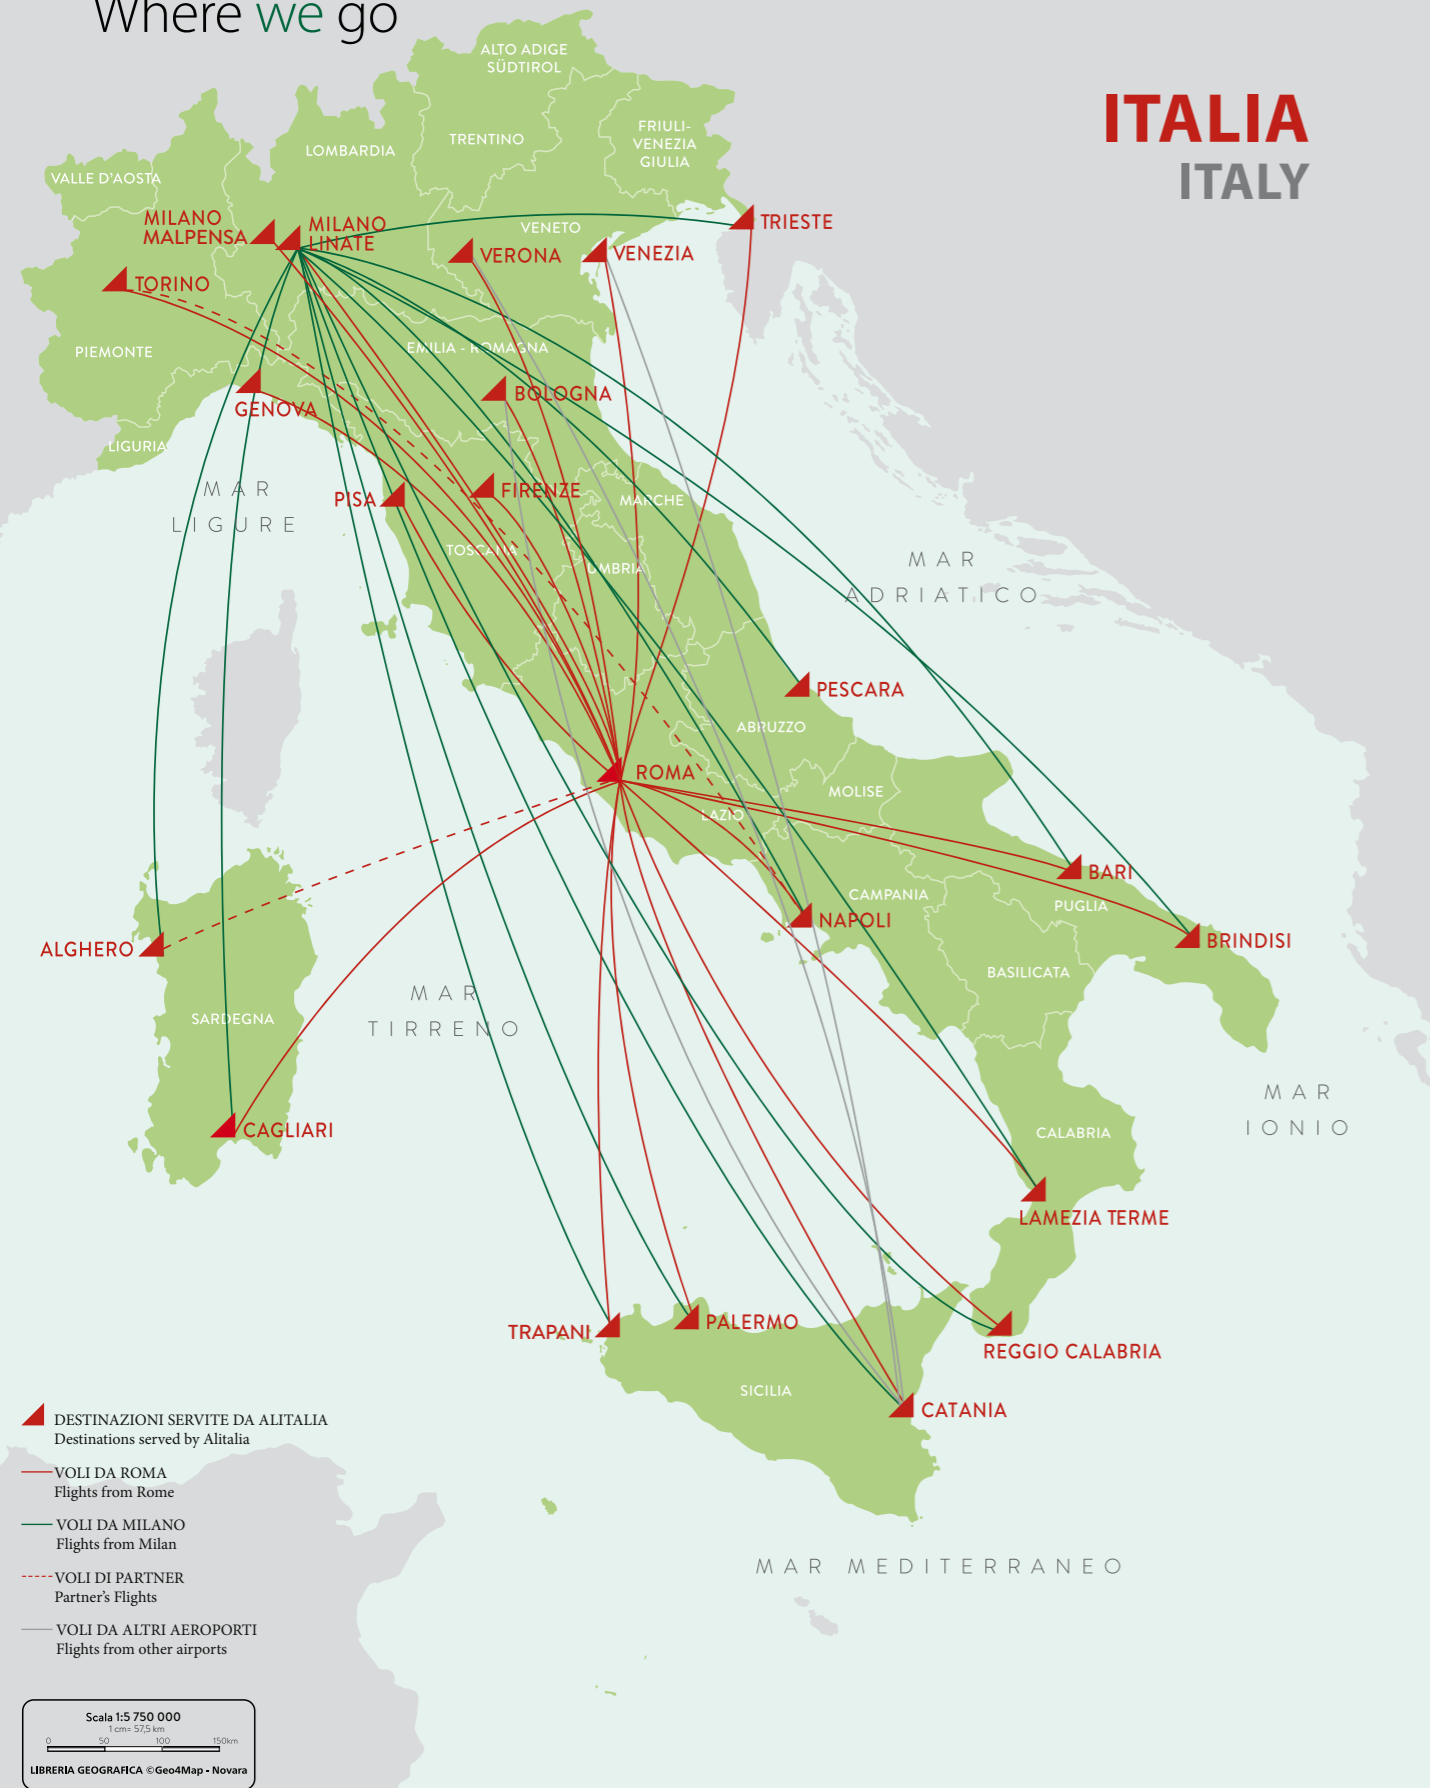 Where we go
ITALIA
ITALY
ALTO ADIGE
SÜDTIROL
TRENTINO
FRIULI-
VENEZIA
GIULIA
LOMBARDIA
VALLE D'AOSTA
MILANO
MALPENSA
MILANO
LINATE
VENETO
TRIESTE
VERONA
VENEZIA
TORINO
PIEMONTE
EMILIA - ROMAGNA
BOLOGNA
GENOVA
LIGURIA
MAR
LIGURE
PISA
FIRENZE
MARCHE
TOSCANA
UMBRIA
MAR
ADRIATICO
PESCARA
ABRUZZO
ROMA
MOLISE
LAZIO
BARI
CAMPANIA
PUGLIA
NAPOLI
BRINDISI
ALGHERO
BASILICATA
MAR
TIRRENO
SARDEGNA
MAR
IONIO
CAGLIARI
CALABRIA
LAMEZIA TERME
TRAPANI
PALERMO
REGGIO CALABRIA
SICILIA
CATANIA
DESTINAZIONI SERVITE DA ALITALIA
Destinations served by Alitalia
VOLI DA ROMA
Flights from Rome
VOLI DA MILANO
Flights from Milan
VOLI DI PARTNER
Partner's Flights
VOLI DA ALTRI AEROPORTI
Flights from other airports
MAR MEDITERRANEO
Scala 1:5 750 000
1 cm= 57,5 km
0 50 100 150km
LIBRERIA GEOGRAFICA ©Geo4Map - Novara